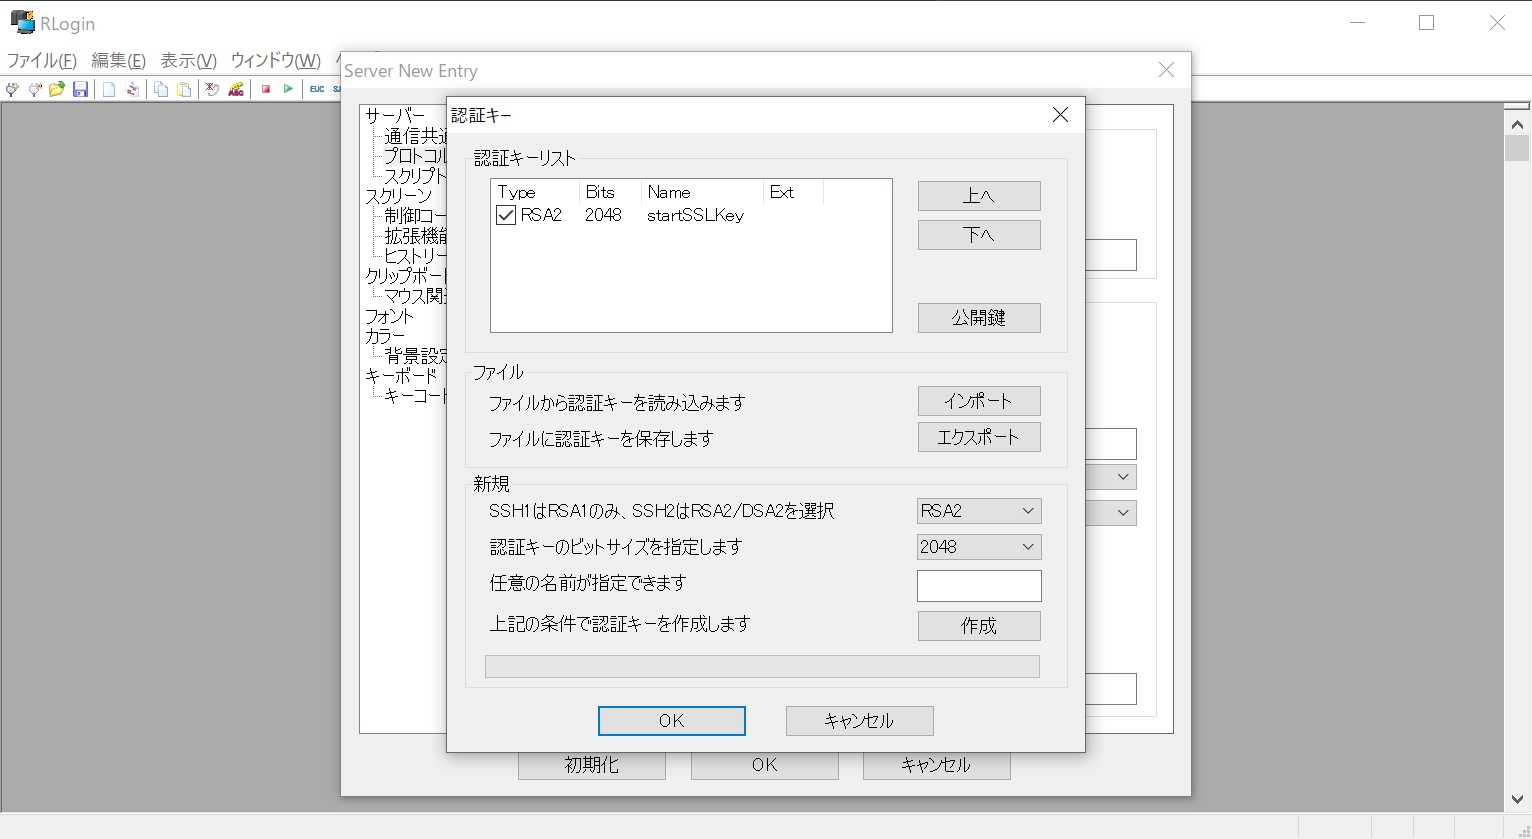 RLogin
ファイル(F) 編集(E) 表示(V) ウィンドウ(W)
EUC
Server New Entry
サーバー
通信共通
プロトコル
スクリプト
スクリーン
制御コー
拡張機能
ヒストリー
クリップボード
マウス関連
フォント
カラー
背景設定
キーボード
キーコード
認証キー
認証キーリスト
Type Bits Name Ext
RSA2 2048 startSSLKey
上へ
下へ
公開鍵
ファイル
ファイルから認証キーを読み込みます インポート
ファイルに認証キーを保存します エクスポート
新規
SSH1はRSA1のみ、SSH2はRSA2/DSA2を選択 RSA2
認証キーのビットサイズを指定します 2048
任意の名前が指定できます
上記の条件で認証キーを作成します 作成
OK キャンセル
初期化 OK キャンセル